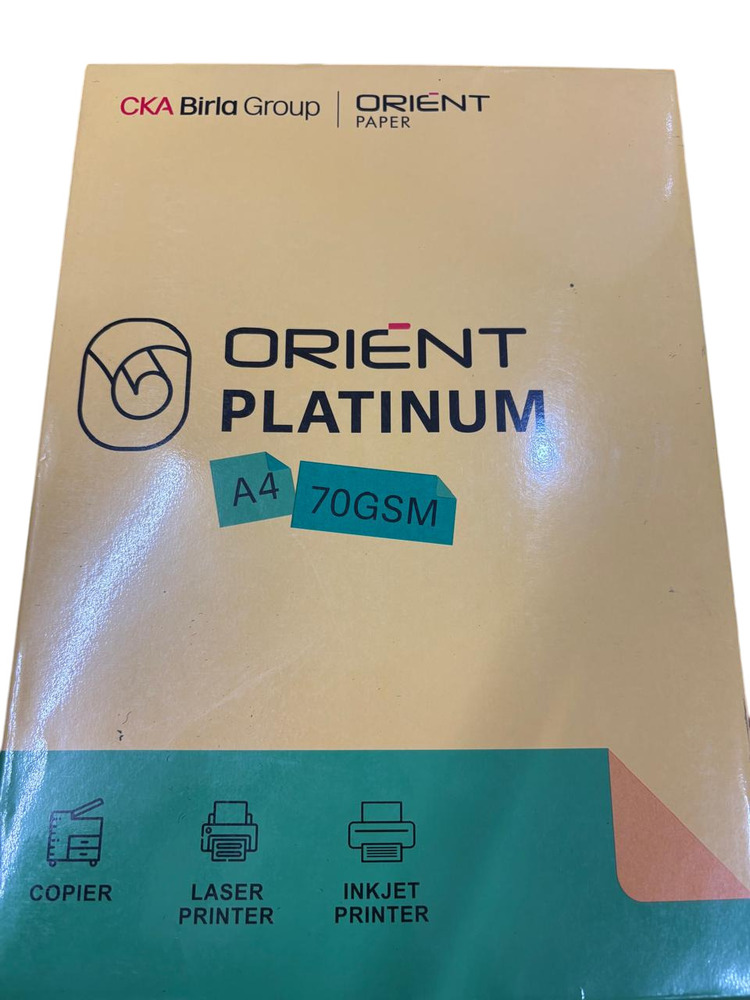 CKA Birla Group | ORIENT
PAPER
ORIENT
PLATINUM
A4 70GSM
COPIER
LASER
PRINTER
INKJET
PRINTER